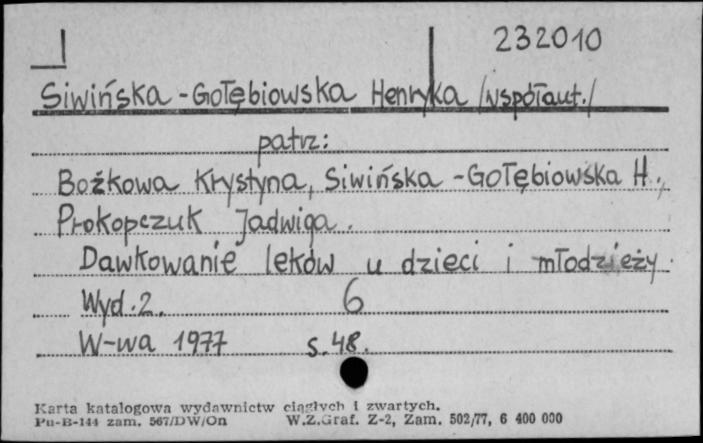 232010
Siwińska-Gołębiowska Henryka /współaut./
patrz:
Bożkowa Krystyna, Siwińska-Gołębiowska H.,
Prokopczuk Jadwiga.
Dawkowanie leków u dzieci i młodzieży.
Wyd. 2. 6
W-wa 1977 s. 48.
Karta katalogowa wydawnictw ciągłych i zwartych.
Pu-B-144 zam. 567/DW/On W.Z.Graf. Z-2, Zam. 502/77, 6 400 000